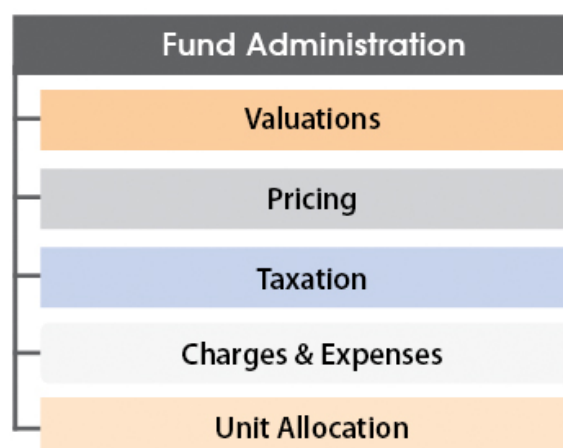 Fund Administration
Valuations
Pricing
Taxation
Charges & Expenses
Unit Allocation